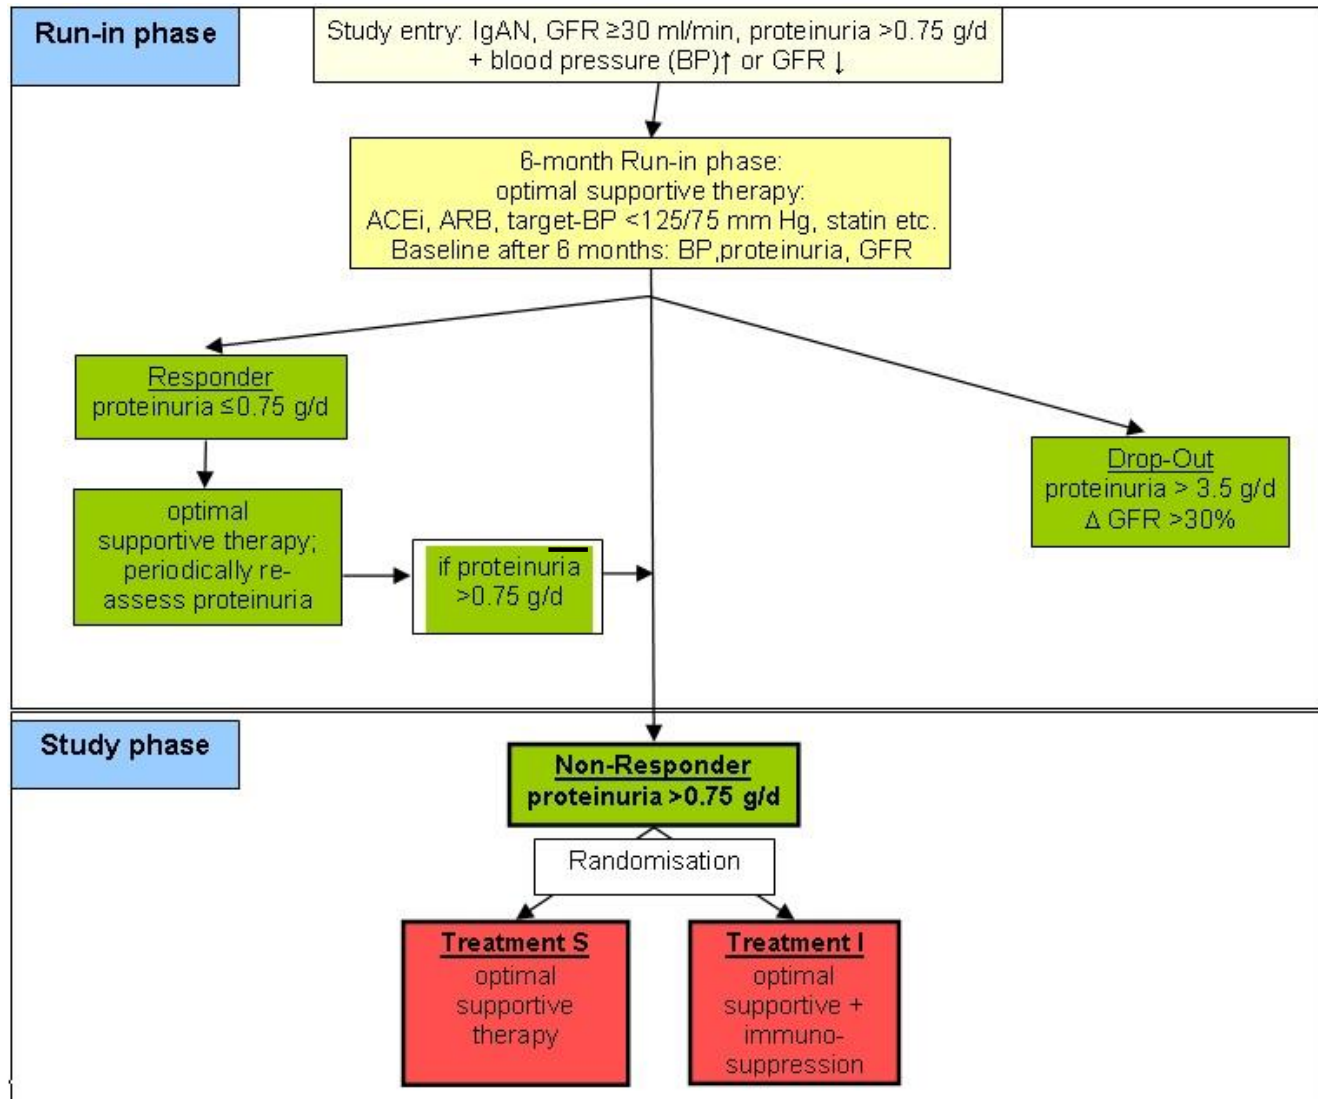 Run-in phase
Study entry: IgAN, GFR ≥30 ml/min, proteinuria >0.75 g/d
+ blood pressure (BP)↑ or GFR ↓
6-month Run-in phase:
optimal supportive therapy:
ACEi, ARB, target-BP <125/75 mm Hg, statin etc.
Baseline after 6 months: BP,proteinuria, GFR
Responder
proteinuria ≤0.75 g/d
optimal
supportive therapy;
periodically re-
assess proteinuria
if proteinuria
>0.75 g/d
Drop-Out
proteinuria > 3.5 g/d
Δ GFR >30%
Study phase
Non-Responder
proteinuria >0.75 g/d
Randomisation
Treatment S
optimal
supportive
therapy
Treatment I
optimal
supportive +
immuno-
suppression